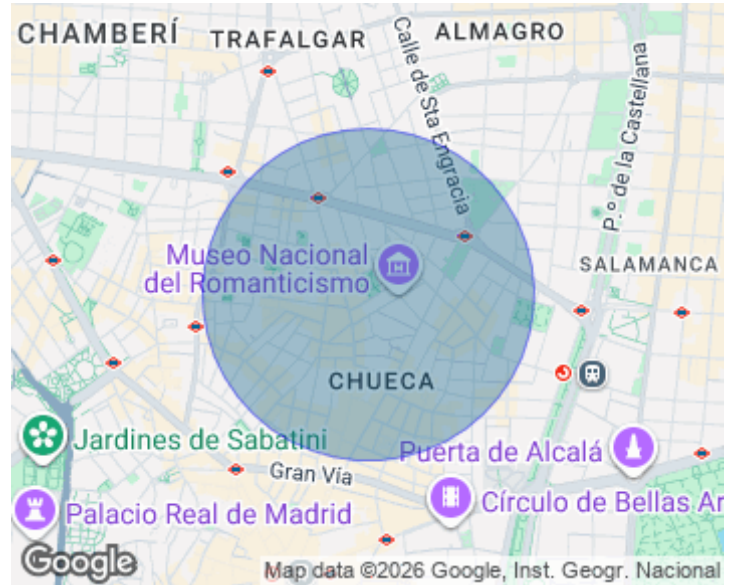 CHAMBERÍ
TRAFALGAR
ALMAGRO
Calle de Sta Engracia
P.º de la Castellana
Museo Nacional
del Romanticismo
SALAMANCA
CHUECA
Jardines de Sabatini
Puerta de Alcalá
Gran Vía
Palacio Real de Madrid
Círculo de Bellas Ar
Google
Map data ©2026 Google, Inst. Geogr. Nacional